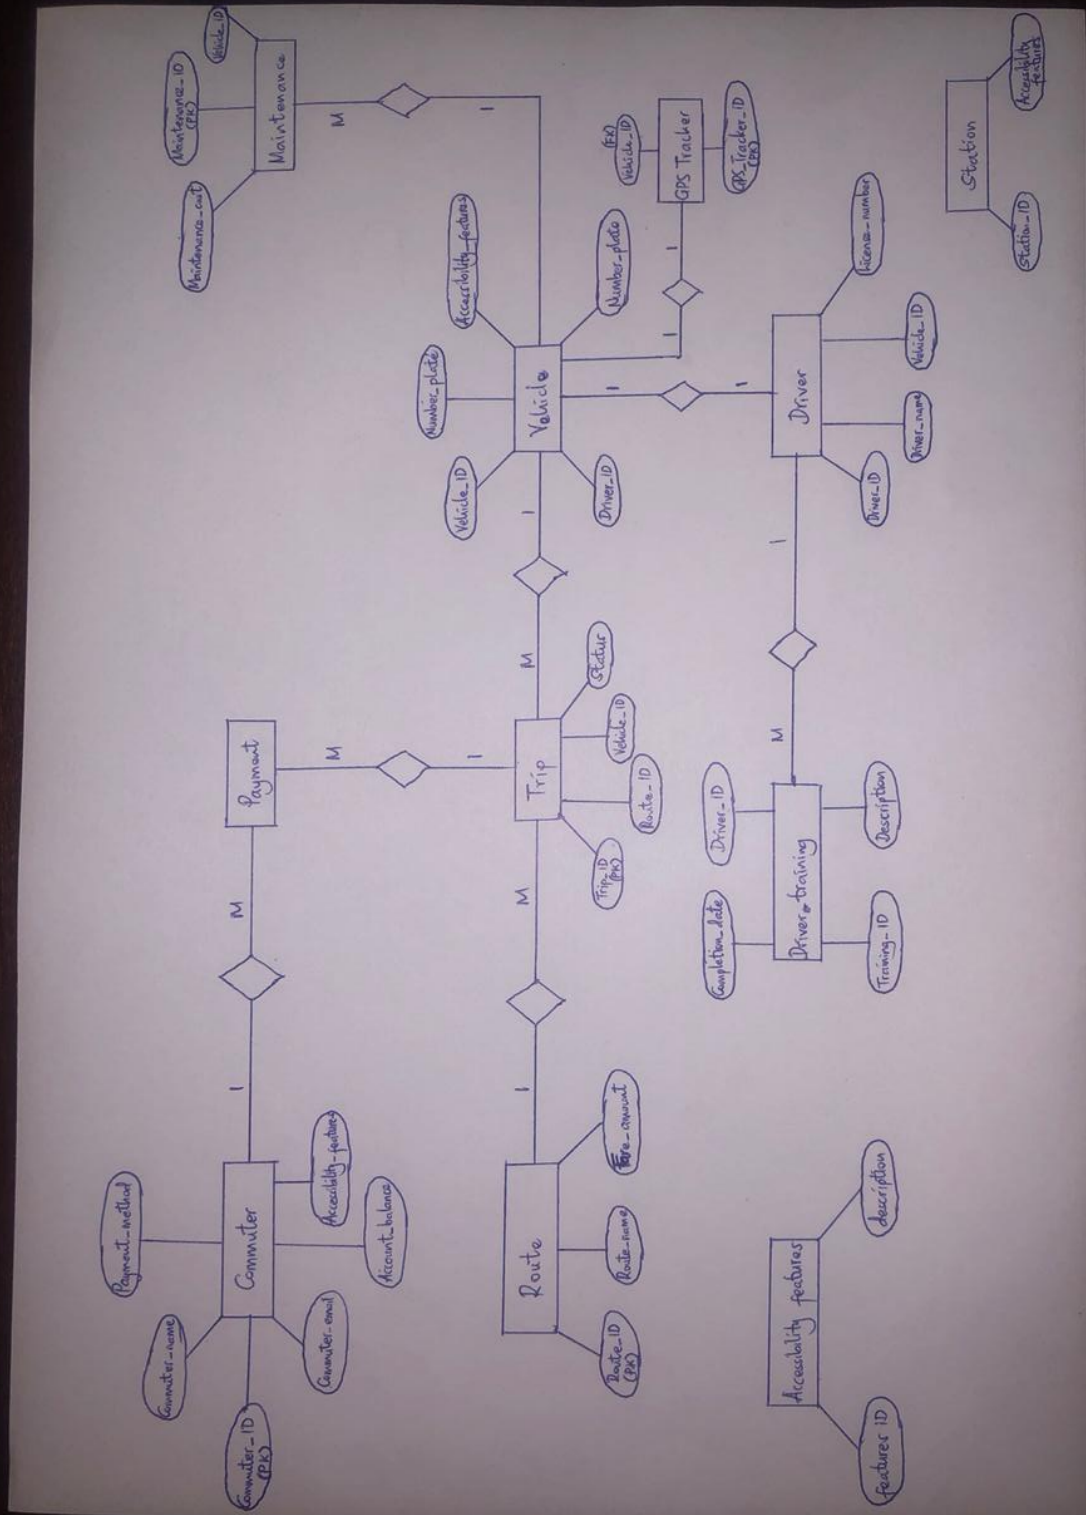 Payment_method
Commuter_name
Commuter_ID
(PK)
Commuter
Commuter_email
Account_balance
Accessibility_features
1
M
Payment
M
1
Maintenance_cost
Maintenance_ID
(PK)
Vehicle_ID
Maintenance
M
1
Route
Route_ID
(PK)
Route_name
Fare_amount
1
M
Trip
Trip_ID
(PK)
Route_ID
Vehicle_ID
Status
M
1
Vehicle_ID
Number_plate
Accessibility_features
Vehicle
Driver_ID
Number_plate
1
1
GPS Tracker
(FK)
Vehicle_ID
GPS_Tracker_ID
(PK)
1
1
Accessibility features
features ID
description
Completion_date
Driver_ID
Driver_training
Training_ID
Description
M
1
Driver
Driver_ID
Driver_name
Vehicle_ID
license_number
Station
Station_ID
Accessibility
features